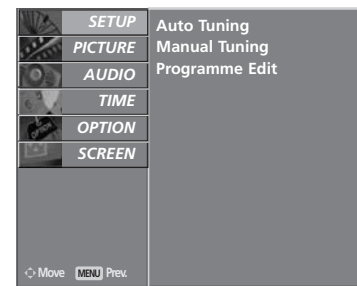 SETUP
PICTURE
AUDIO
TIME
OPTION
SCREEN
Auto Tuning
Manual Tuning
Programme Edit
Move MENU Prev.